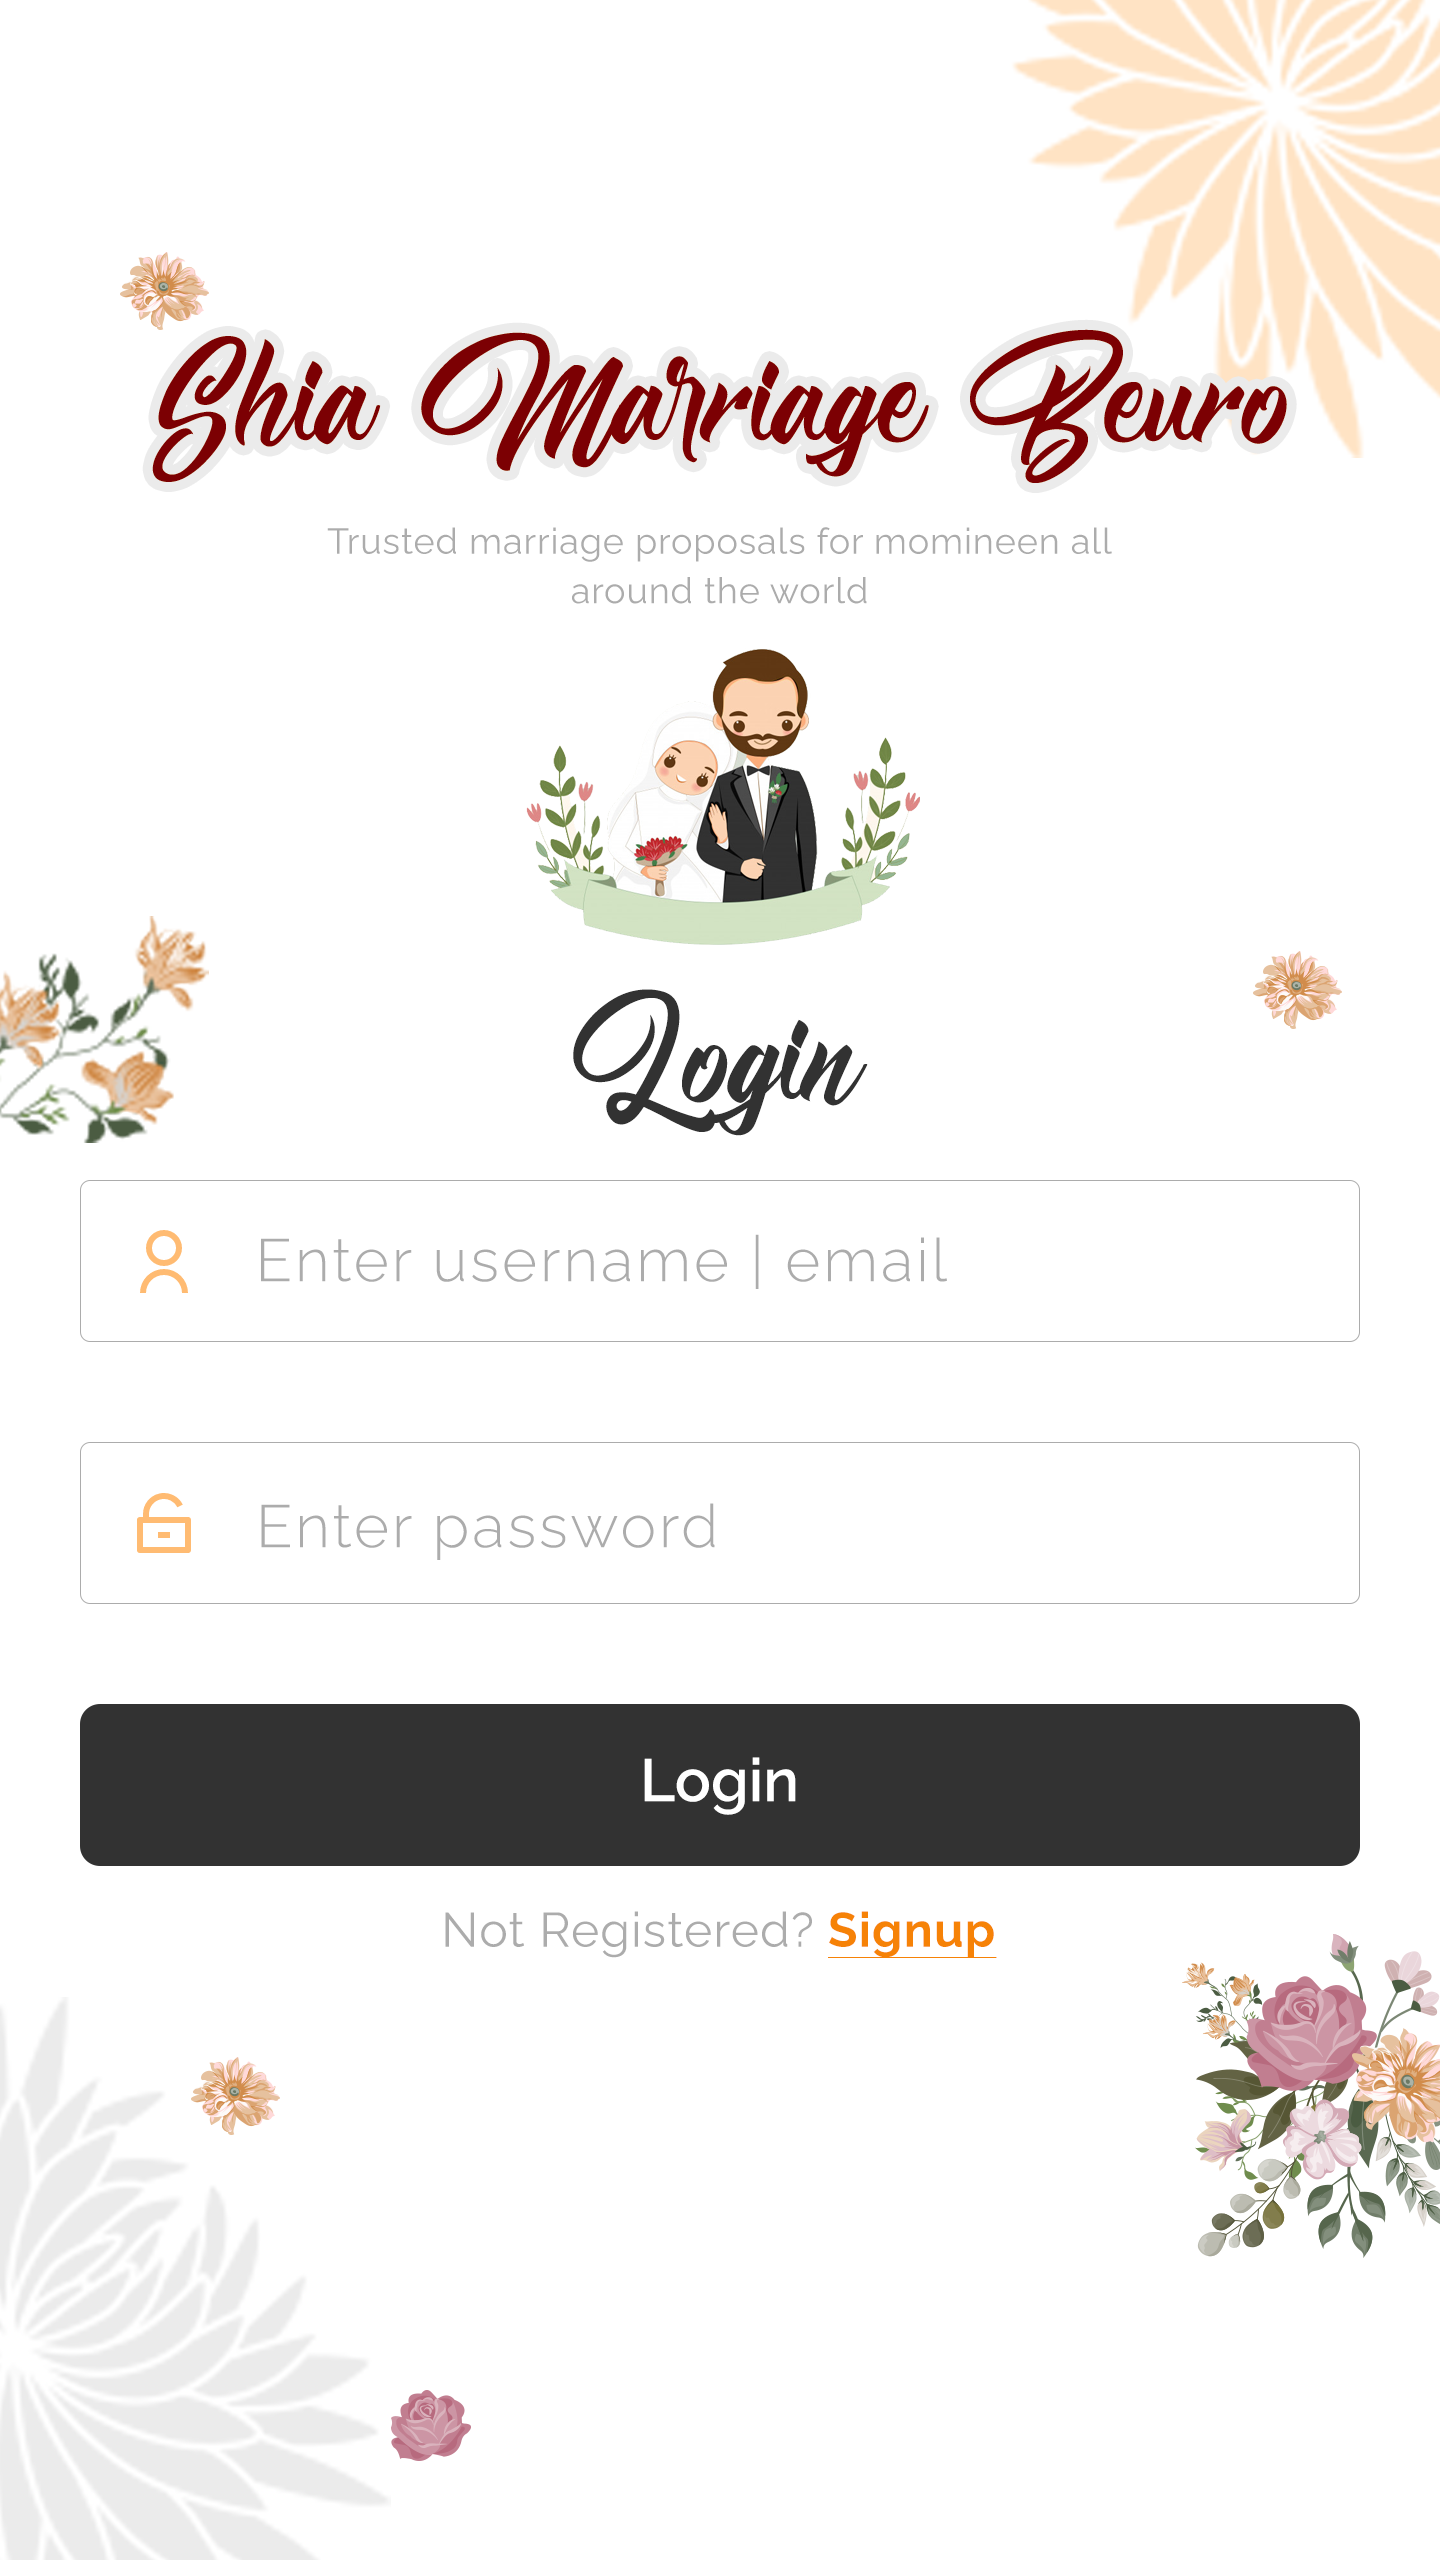 Shia Marriage Beuro
Trusted marriage proposals for momineen all
around the world
Login
Enter username | email
Enter password
Login
Not Registered? Signup